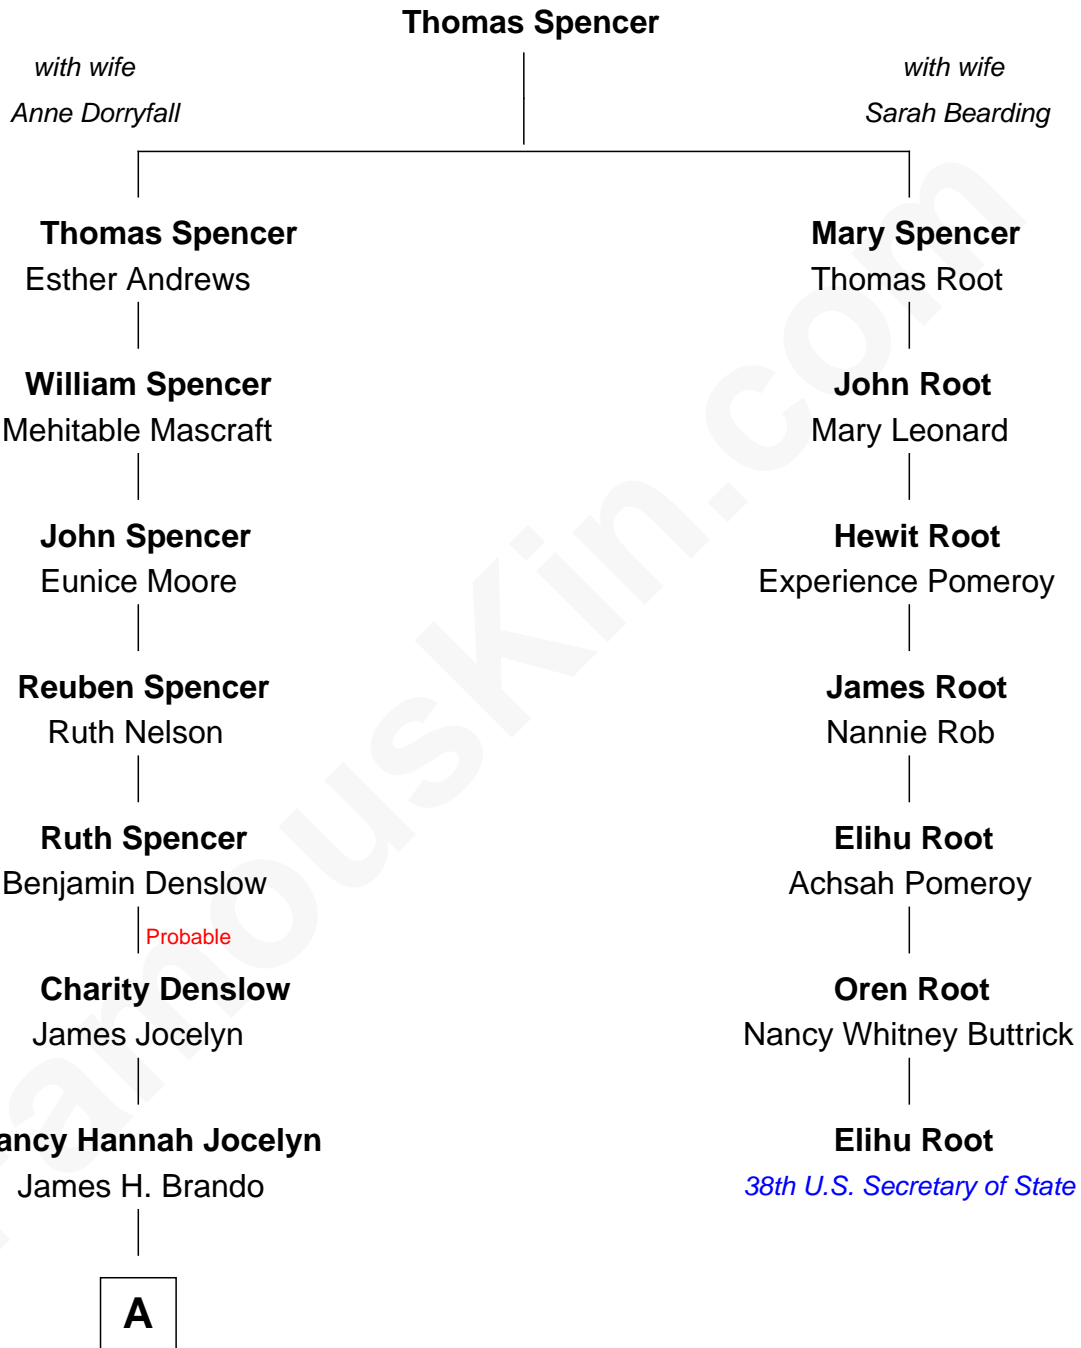 Thomas Spencer
with wife
Anne Dorryfall
with wife
Sarah Bearding
Thomas Spencer
Esther Andrews
William Spencer
Mehitable Mascraft
John Spencer
Eunice Moore
Reuben Spencer
Ruth Nelson
Ruth Spencer
Benjamin Denslow
Probable
Charity Denslow
James Jocelyn
ancy Hannah Jocelyn
James H. Brando
A
Mary Spencer
Thomas Root
John Root
Mary Leonard
Hewit Root
Experience Pomeroy
James Root
Nannie Rob
Elihu Root
Achsah Pomeroy
Oren Root
Nancy Whitney Buttrick
Elihu Root
38th U.S. Secretary of State
FamousKin.com